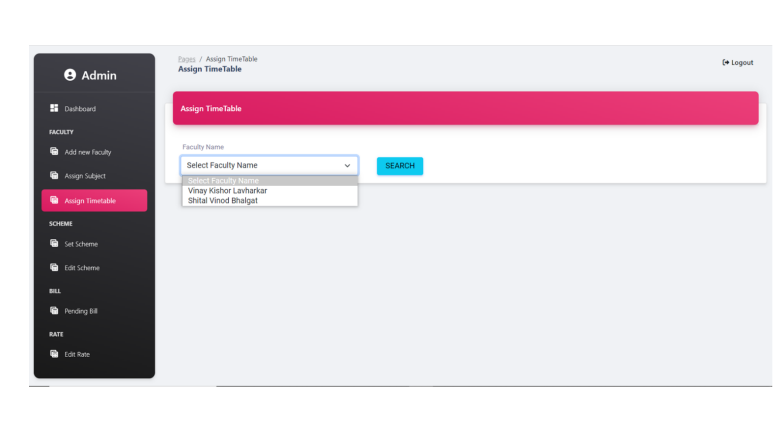 Admin
Dashboard
FACULTY
Add new Faculty
Assign Subject
Assign Timetable
SCHEME
Set Scheme
Edit Scheme
BILL
Pending Bill
RATE
Edit Rate
Pages / Assign TimeTable
Assign TimeTable
Logout
Assign TimeTable
Faculty Name
Select Faculty Name
SEARCH
Select Faculty Name
Vinay Kishor Lavharkar
Shital Vinod Bhalgat